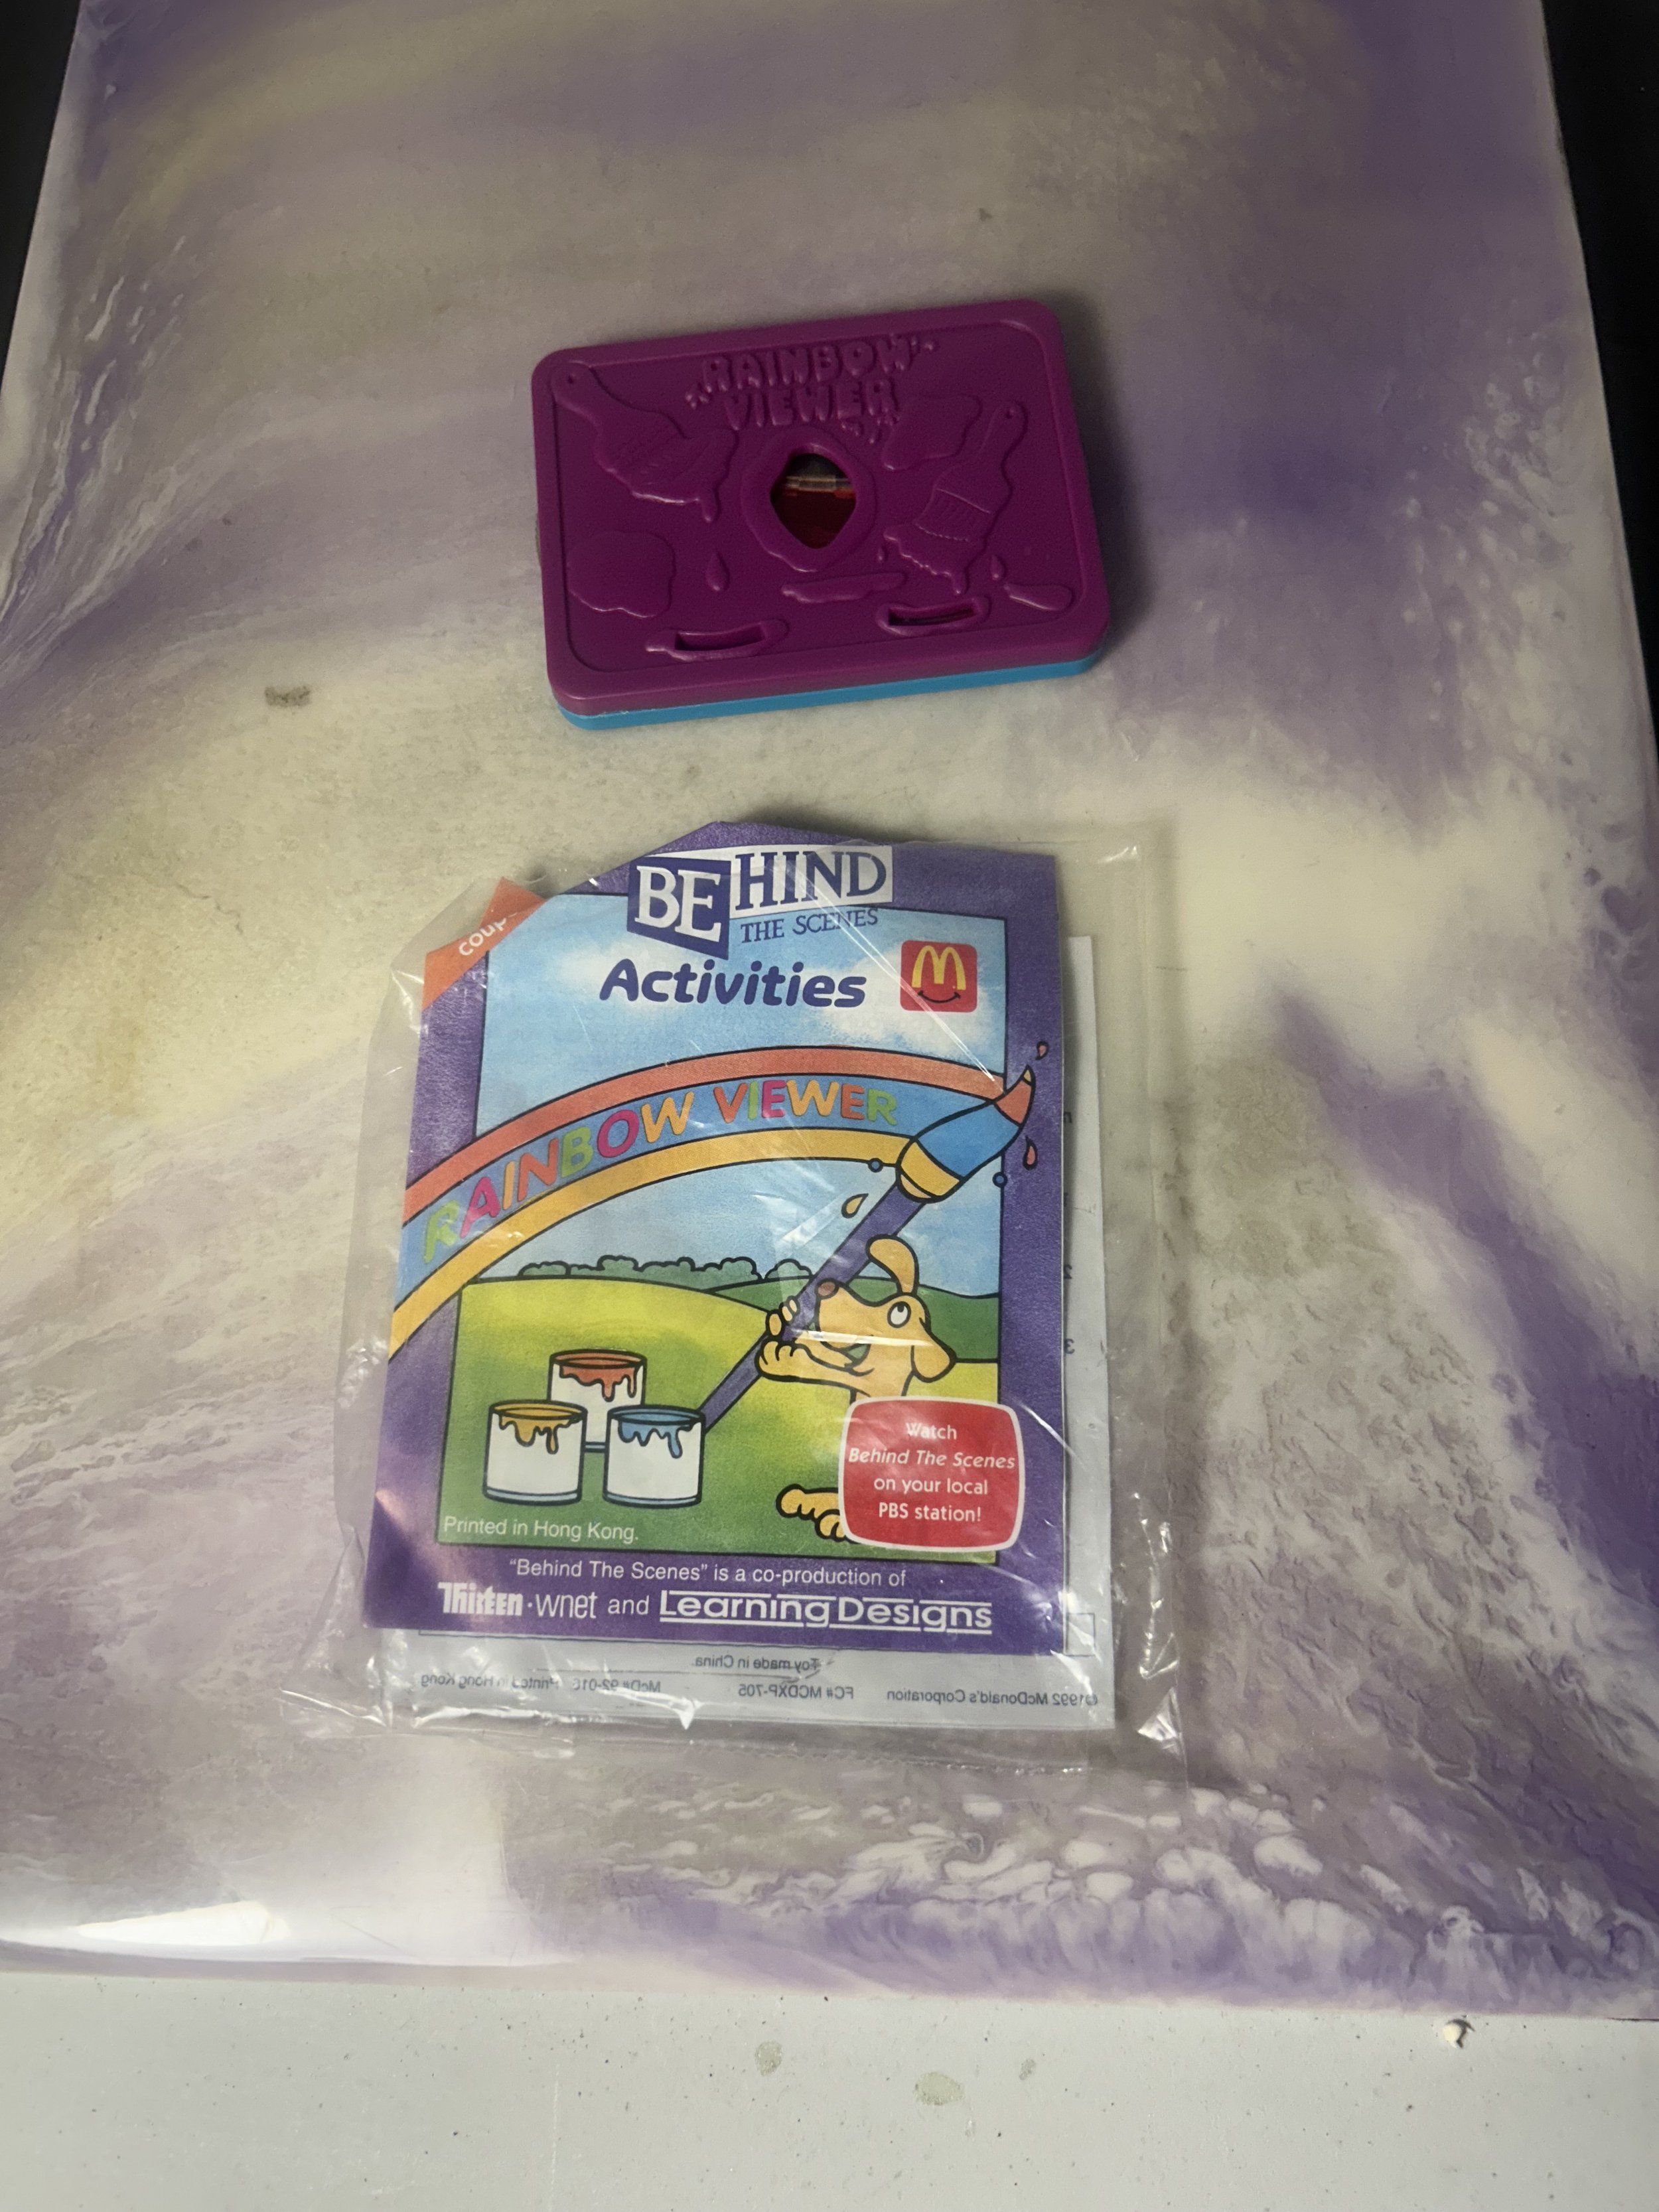 RAINBOW
VIEWER
coup
BEHIND
THE SCENES
Activities
M
RAINBOW VIEWER
Watch
Behind The Scenes
on your local
PBS station!
Printed in Hong Kong.
"Behind The Scenes" is a co-production of
Thirteen·wnet and Learning Designs
Toy made in China.
©1992 McDonald's Corporation FC# MCDXP-705 McD# 92-016 Printed in Hong Kong